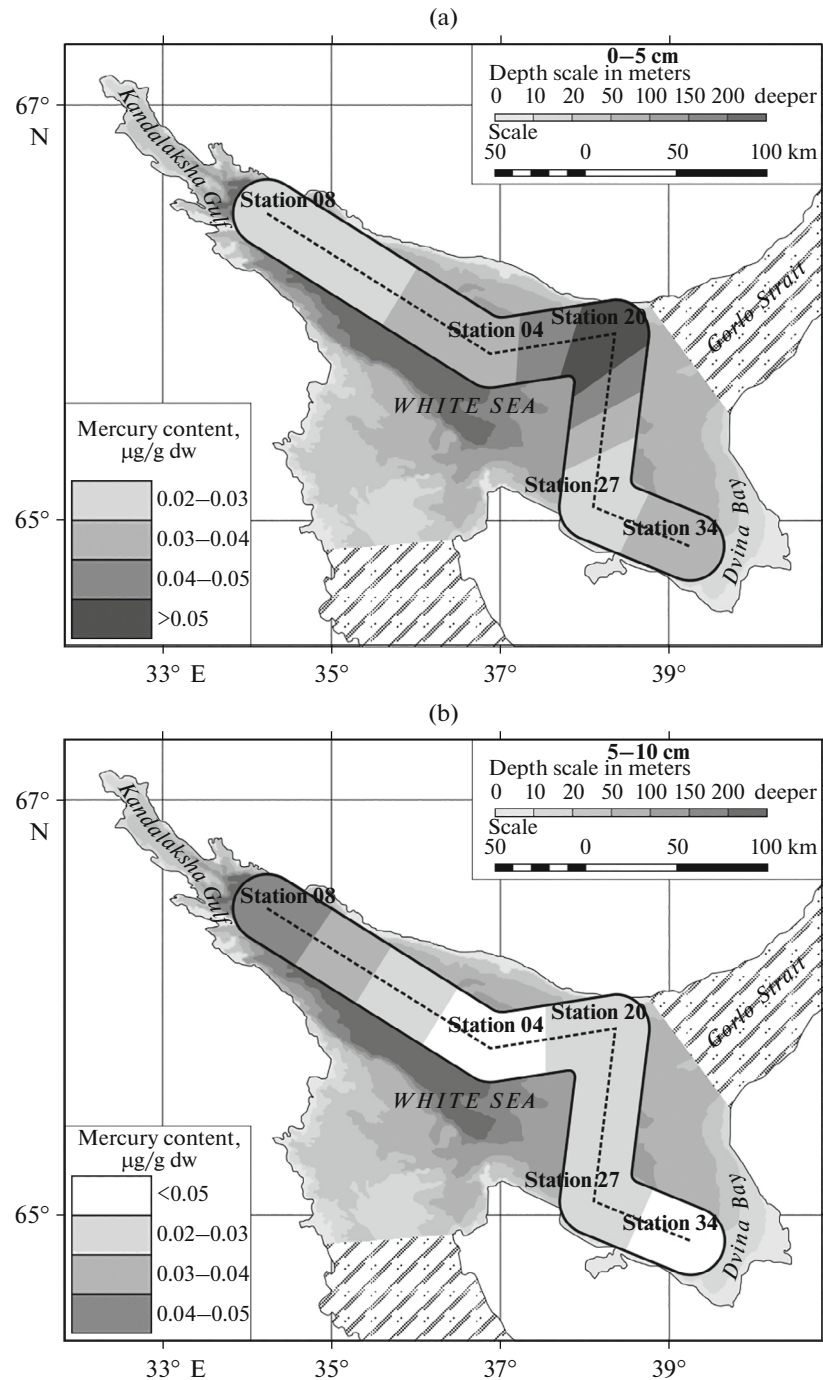 (a)
0–5 cm
Depth scale in meters
0 10 20 50 100 150 200 deeper
Scale
50 0 50 100 km
67°
N
Kandalaksha Gulf
Station 08
Station 04
Station 20
Gorlo Strait
WHITE SEA
Mercury content,
μg/g dw
0.02–0.03
0.03–0.04
0.04–0.05
>0.05
Station 27
65°
Station 34
Dvina Bay
33° E 35° 37° 39°
(b)
5–10 cm
Depth scale in meters
0 10 20 50 100 150 200 deeper
Scale
50 0 50 100 km
67°
N
Kandalaksha Gulf
Station 08
Station 04
Station 20
Gorlo Strait
WHITE SEA
Mercury content,
μg/g dw
<0.05
0.02–0.03
0.03–0.04
0.04–0.05
Station 27
65°
Station 34
Dvina Bay
33° E 35° 37° 39°